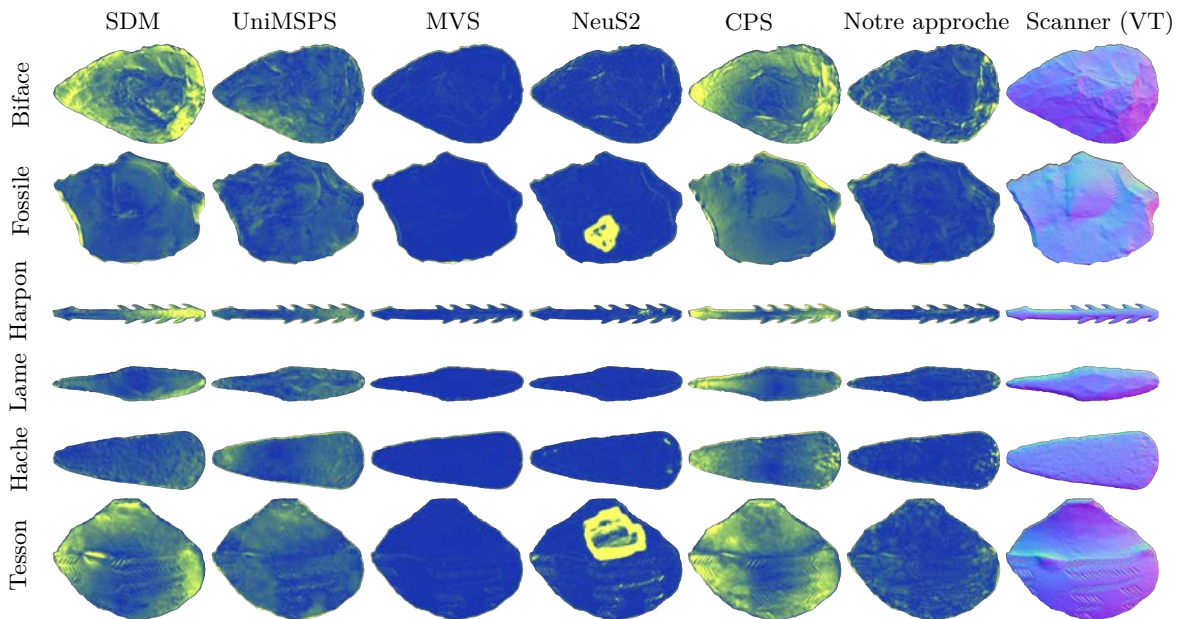 SDM UniMSPS MVS NeuS2 CPS Notre approche Scanner (VT)
Biface
Fossile
Harpon
Lame
Hache
Tesson